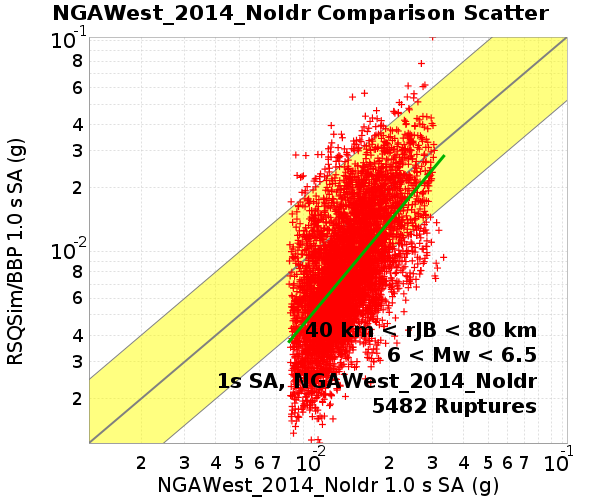 NGAWest_2014_NoIdr Comparison Scatter
10-1
8
6
4
3
2
10-2
8
6
4
3
2
RSQSim/BBP 1.0 s SA (g)
40 km < rJB < 80 km
6 < Mw < 6.5
1s SA, NGAWest_2014_NoIdr
5482 Ruptures
2 3 4 5 6 7 10-2 2 3 4 5 6 7 10-1
NGAWest_2014_NoIdr 1.0 s SA (g)